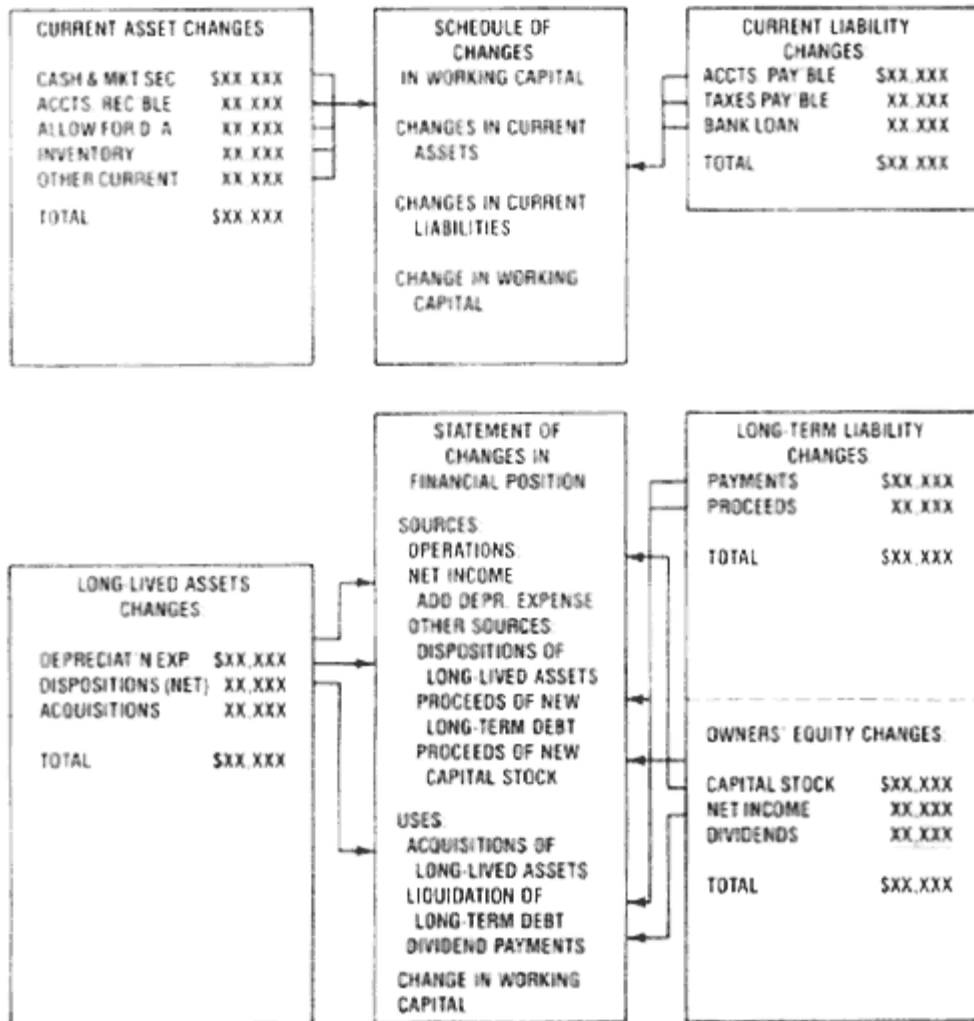 CURRENT ASSET CHANGES
CASH & MKT SEC $XX,XXX
ACCTS. REC'BLE XX,XXX
ALLOW FOR D A XX,XXX
INVENTORY XX,XXX
OTHER CURRENT XX,XXX
TOTAL $XX,XXX
SCHEDULE OF
CHANGES
IN WORKING CAPITAL
CHANGES IN CURRENT
ASSETS
CHANGES IN CURRENT
LIABILITIES
CHANGE IN WORKING
CAPITAL
CURRENT LIABILITY
CHANGES
ACCTS. PAY'BLE $XX,XXX
TAXES PAY'BLE XX,XXX
BANK LOAN XX,XXX
TOTAL $XX,XXX
LONG-LIVED ASSETS
CHANGES:
DEPRECIAT'N EXP $XX,XXX
DISPOSITIONS (NET) XX,XXX
ACQUISITIONS XX,XXX
TOTAL $XX,XXX
STATEMENT OF
CHANGES IN
FINANCIAL POSITION
SOURCES:
OPERATIONS:
NET INCOME
ADD DEPR. EXPENSE
OTHER SOURCES:
DISPOSITIONS OF
LONG-LIVED ASSETS
PROCEEDS OF NEW
LONG-TERM DEBT
PROCEEDS OF NEW
CAPITAL STOCK
USES:
ACQUISITIONS OF
LONG-LIVED ASSETS
LIQUIDATION OF
LONG-TERM DEBT
DIVIDEND PAYMENTS
CHANGE IN WORKING
CAPITAL
LONG-TERM LIABILITY
CHANGES:
PAYMENTS $XX,XXX
PROCEEDS XX,XXX
TOTAL $XX,XXX
OWNERS' EQUITY CHANGES:
CAPITAL STOCK $XX,XXX
NET INCOME XX,XXX
DIVIDENDS XX,XXX
TOTAL $XX,XXX